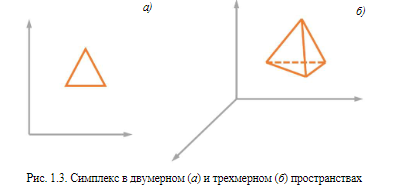 а)
б)
Рис. 1.3. Симплекс в двумерном (а) и трехмерном (б) пространствах